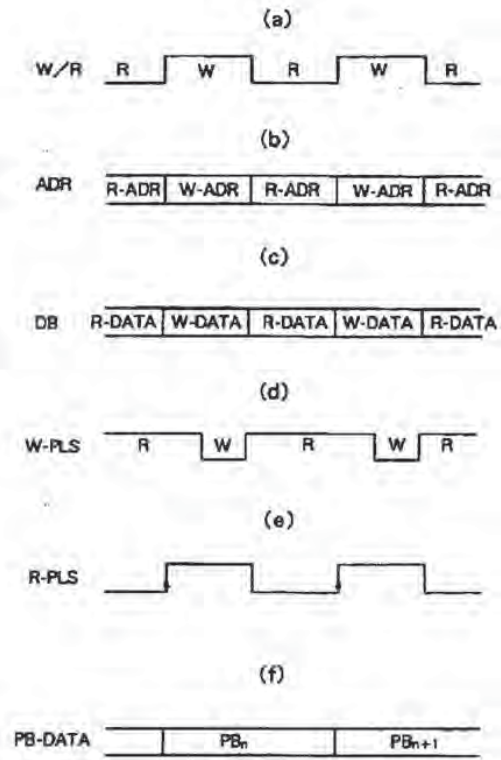 (a)
W/R R W R W R
(b)
ADR R-ADR W-ADR R-ADR W-ADR R-ADR
(c)
DB R-DATA W-DATA R-DATA W-DATA R-DATA
(d)
W-PLS R W R W R
(e)
R-PLS
(f)
PB-DATA PBn PBn+1